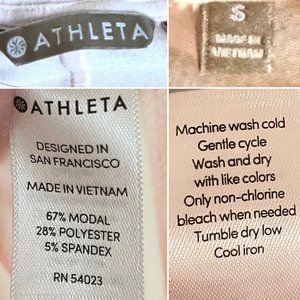 ATHLETA
S
MADE IN
VIETNAM
ATHLETA
DESIGNED IN
SAN FRANCISCO
MADE IN VIETNAM
67% MODAL
28% POLYESTER
5% SPANDEX
RN 54023
Machine wash cold
Gentle cycle
Wash and dry
with like colors
Only non-chlorine
bleach when needed
Tumble dry low
Cool iron